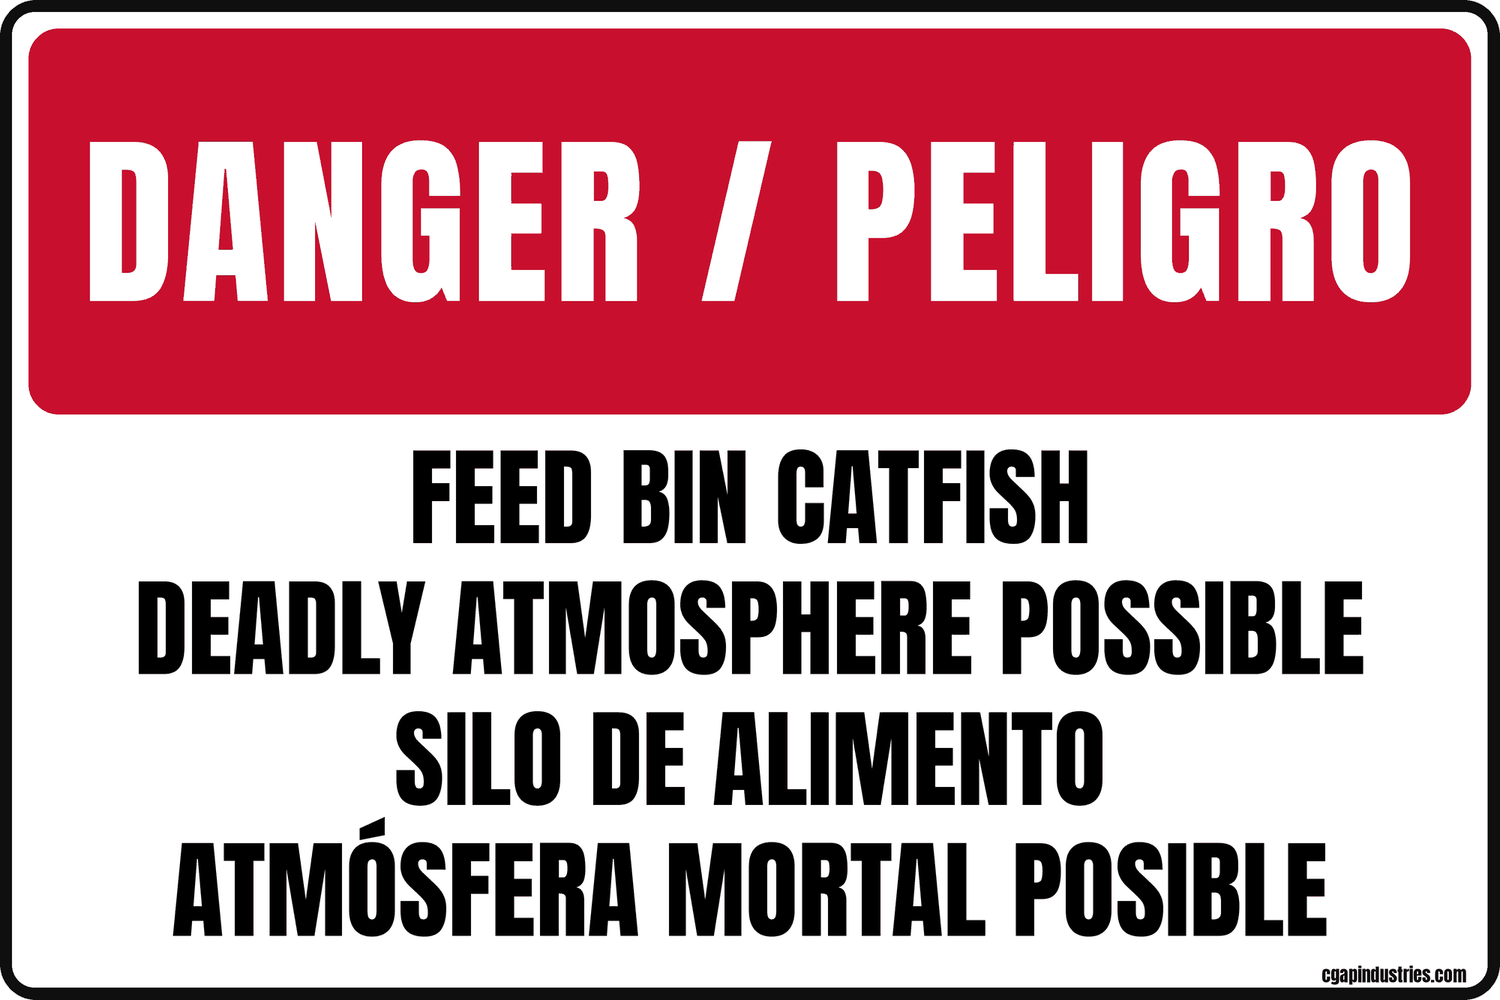 DANGER / PELIGRO
FEED BIN CATFISH
DEADLY ATMOSPHERE POSSIBLE
SILO DE ALIMENTO
ATMÓSFERA MORTAL POSIBLE
cgapindustries.com